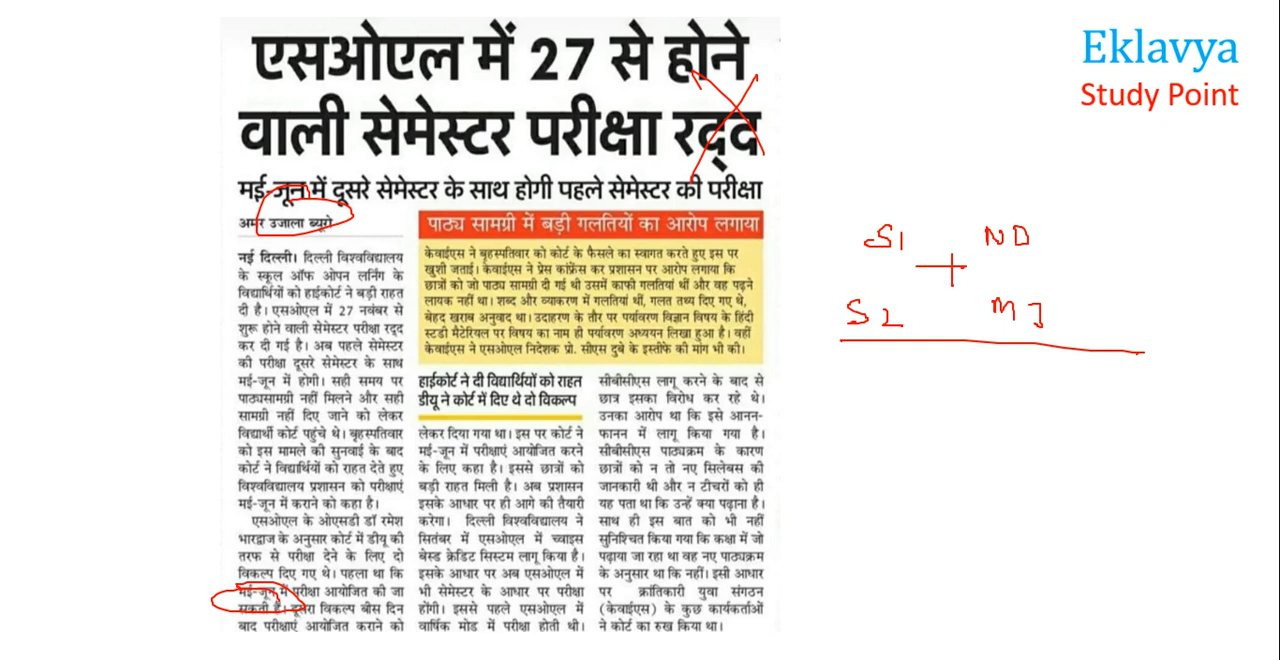 एसओएल में 27 से होने
वाली सेमेस्टर परीक्षा रद्द
मई-जून में दूसरे सेमेस्टर के साथ होगी पहले सेमेस्टर की परीक्षा
अमर उजाला ब्यूरो
नई दिल्ली। दिल्ली विश्वविद्यालय
के स्कूल ऑफ ओपन लर्निंग के
विद्यार्थियों को हाईकोर्ट ने बड़ी राहत
दी है। एसओएल में 27 नवंबर से
शुरू होने वाली सेमेस्टर परीक्षा रद्द
कर दी गई है। अब पहले सेमेस्टर
की परीक्षा दूसरे सेमेस्टर के साथ
मई-जून में होगी। सही समय पर
पाठ्यसामग्री नहीं मिलने और सही
सामग्री नहीं दिए जाने को लेकर
विद्यार्थी कोर्ट पहुंचे थे। बृहस्पतिवार
को इस मामले की सुनवाई के बाद
कोर्ट ने विद्यार्थियों को राहत देते हुए
विश्वविद्यालय प्रशासन को परीक्षाएं
मई-जून में कराने को कहा है।
एसओएल के ओएसडी डॉ रमेश
भारद्वाज के अनुसार कोर्ट में डीयू की
तरफ से परीक्षा देने के लिए दो
विकल्प दिए गए थे। पहला था कि
मई-जून में परीक्षा आयोजित की जा
सकती है। दूसरा विकल्प बीस दिन
बाद परीक्षाएं आयोजित कराने को
पाठ्य सामग्री में बड़ी गलतियों का आरोप लगाया
केवाईएस ने बृहस्पतिवार को कोर्ट के फैसले का स्वागत करते हुए इस पर
खुशी जताई। केवाईएस ने प्रेस कांफ्रेंस कर प्रशासन पर आरोप लगाया कि
छात्रों को जो पाठ्य सामग्री दी गई थी उसमें काफी गलतियां थीं और वह पढ़ने
लायक नहीं था। शब्द और व्याकरण में गलतियां थीं, गलत तथ्य दिए गए थे,
बेहद खराब अनुवाद था। उदाहरण के तौर पर पर्यावरण विज्ञान विषय के हिंदी
स्टडी मैटेरियल पर विषय का नाम ही पर्यावरण अध्ययन लिखा हुआ है। वहीं
केवाईएस ने एसओएल निदेशक प्रो. सीएस दुबे के इस्तीफे की मांग भी की।
हाईकोर्ट ने दी विद्यार्थियों को राहत
डीयू ने कोर्ट में दिए थे दो विकल्प
लेकर दिया गया था। इस पर कोर्ट ने
मई-जून में परीक्षाएं आयोजित करने
के लिए कहा है। इससे छात्रों को
बड़ी राहत मिली है। अब प्रशासन
इसके आधार पर ही आगे की तैयारी
करेगा। दिल्ली विश्वविद्यालय ने
सितंबर में एसओएल में च्वाइस
बेस्ड क्रेडिट सिस्टम लागू किया है।
इसके आधार पर अब एसओएल में
भी सेमेस्टर के आधार पर परीक्षा
होंगी। इससे पहले एसओएल में
वार्षिक मोड में परीक्षा होती थी।
सीबीसीएस लागू करने के बाद से
छात्र इसका विरोध कर रहे थे।
उनका आरोप था कि इसे आनन-
फानन में लागू किया गया है।
सीबीसीएस पाठ्यक्रम के कारण
छात्रों को न तो नए सिलेबस की
जानकारी थी और न टीचरों को ही
यह पता था कि उन्हें क्या पढ़ाना है।
साथ ही इस बात को भी नहीं
सुनिश्चित किया गया कि कक्षा में जो
पढ़ाया जा रहा था वह नए पाठ्यक्रम
के अनुसार था कि नहीं। इसी आधार
पर क्रांतिकारी युवा संगठन
(केवाईएस) के कुछ कार्यकर्ताओं
ने कोर्ट का रुख किया था।
Eklavya
Study Point
S1 ND
+
S2 MJ